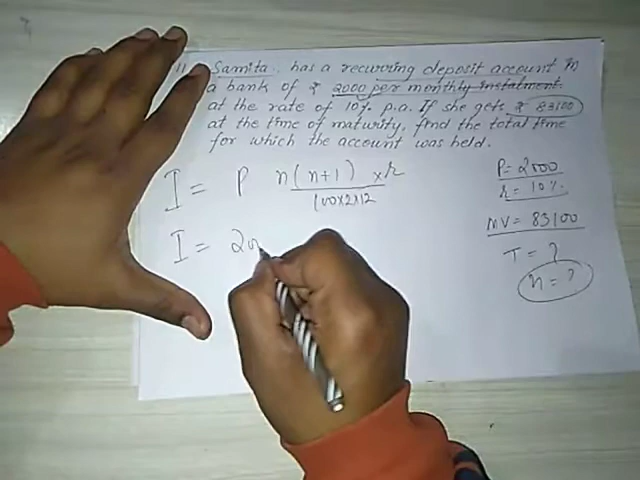 11. Samita has a recurring deposit account in
a bank of ₹ 2000 per monthly instalment.
at the rate of 10% p.a. If she gets ₹ 83100
at the time of maturity, find the total time
for which the account was held.
I = P n(n+1) × r
100×2×12
I = 20
P = 2000
r = 10%.
MV = 83100
T = ?
n = ?